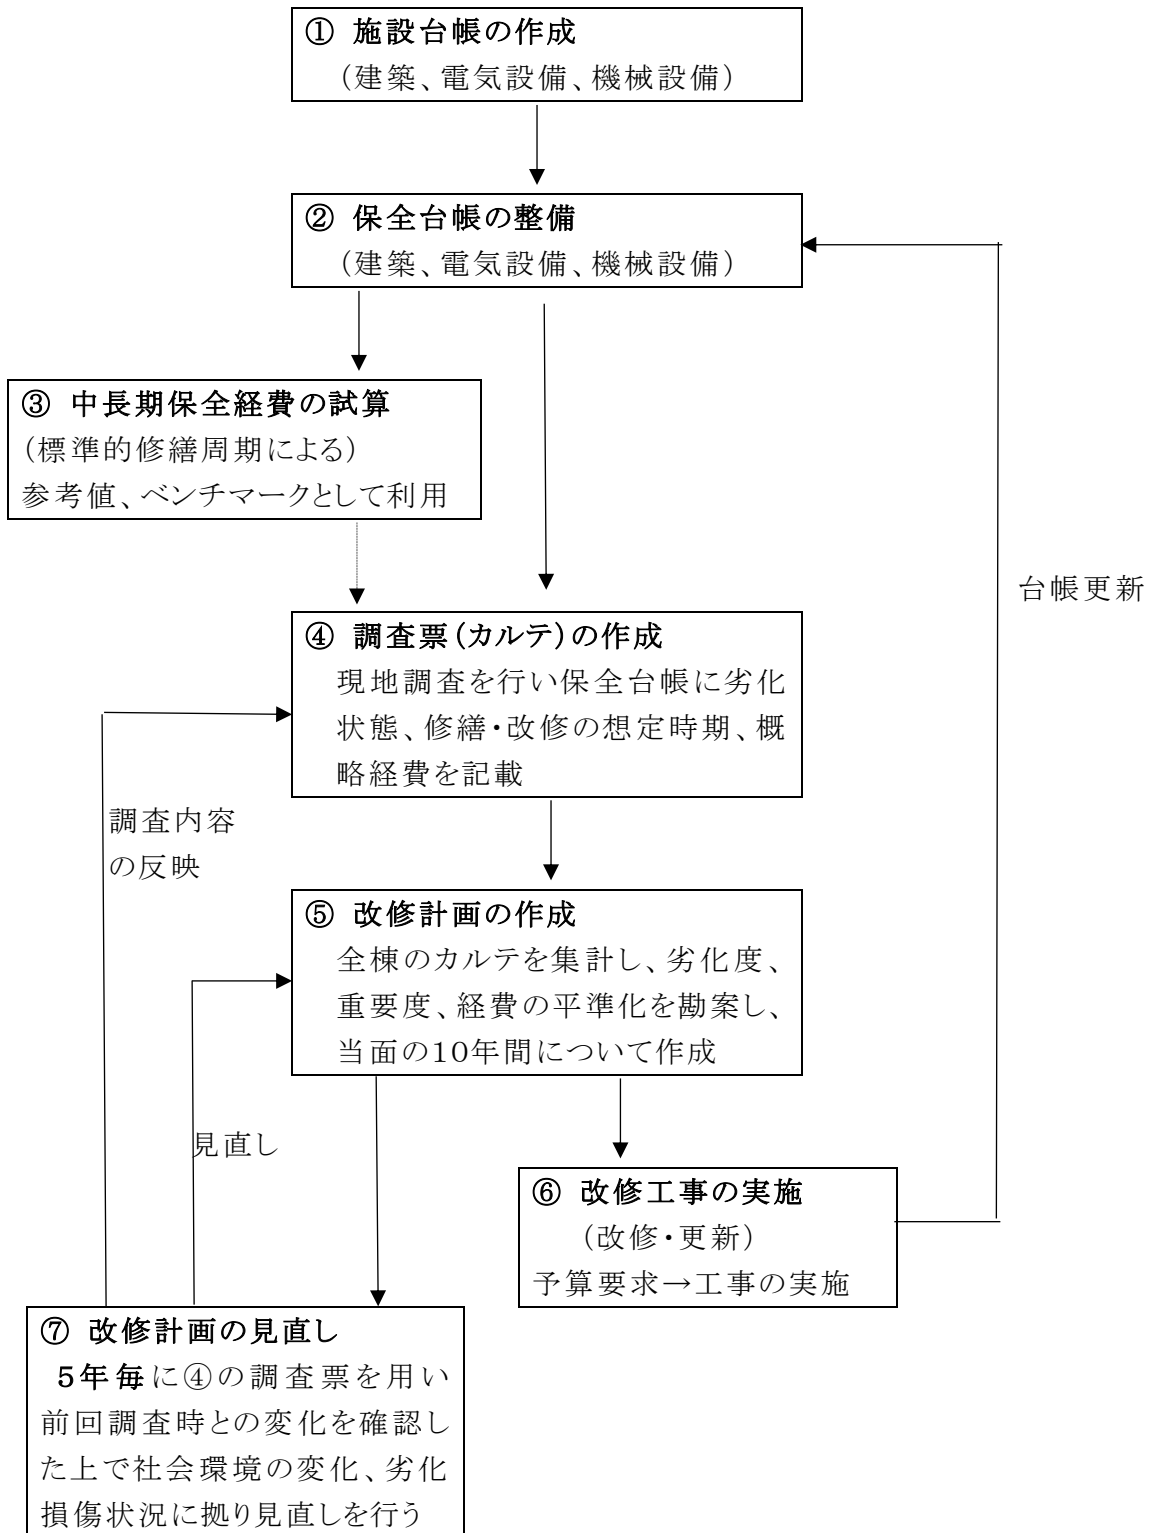 ① 施設台帳の作成
（建築、電気設備、機械設備）
② 保全台帳の整備
（建築、電気設備、機械設備）
③ 中長期保全経費の試算
（標準的修繕周期による）
参考値、ベンチマークとして利用
台帳更新
④ 調査票（カルテ）の作成
現地調査を行い保全台帳に劣化
状態、修繕・改修の想定時期、概
略経費を記載
調査内容
の反映
⑤ 改修計画の作成
全棟のカルテを集計し、劣化度、
重要度、経費の平準化を勘案し、
当面の10年間について作成
見直し
⑥ 改修工事の実施
（改修・更新）
予算要求→工事の実施
⑦ 改修計画の見直し
5年毎に④の調査票を用い
前回調査時との変化を確認し
た上で社会環境の変化、劣化
損傷状況に拠り見直しを行う